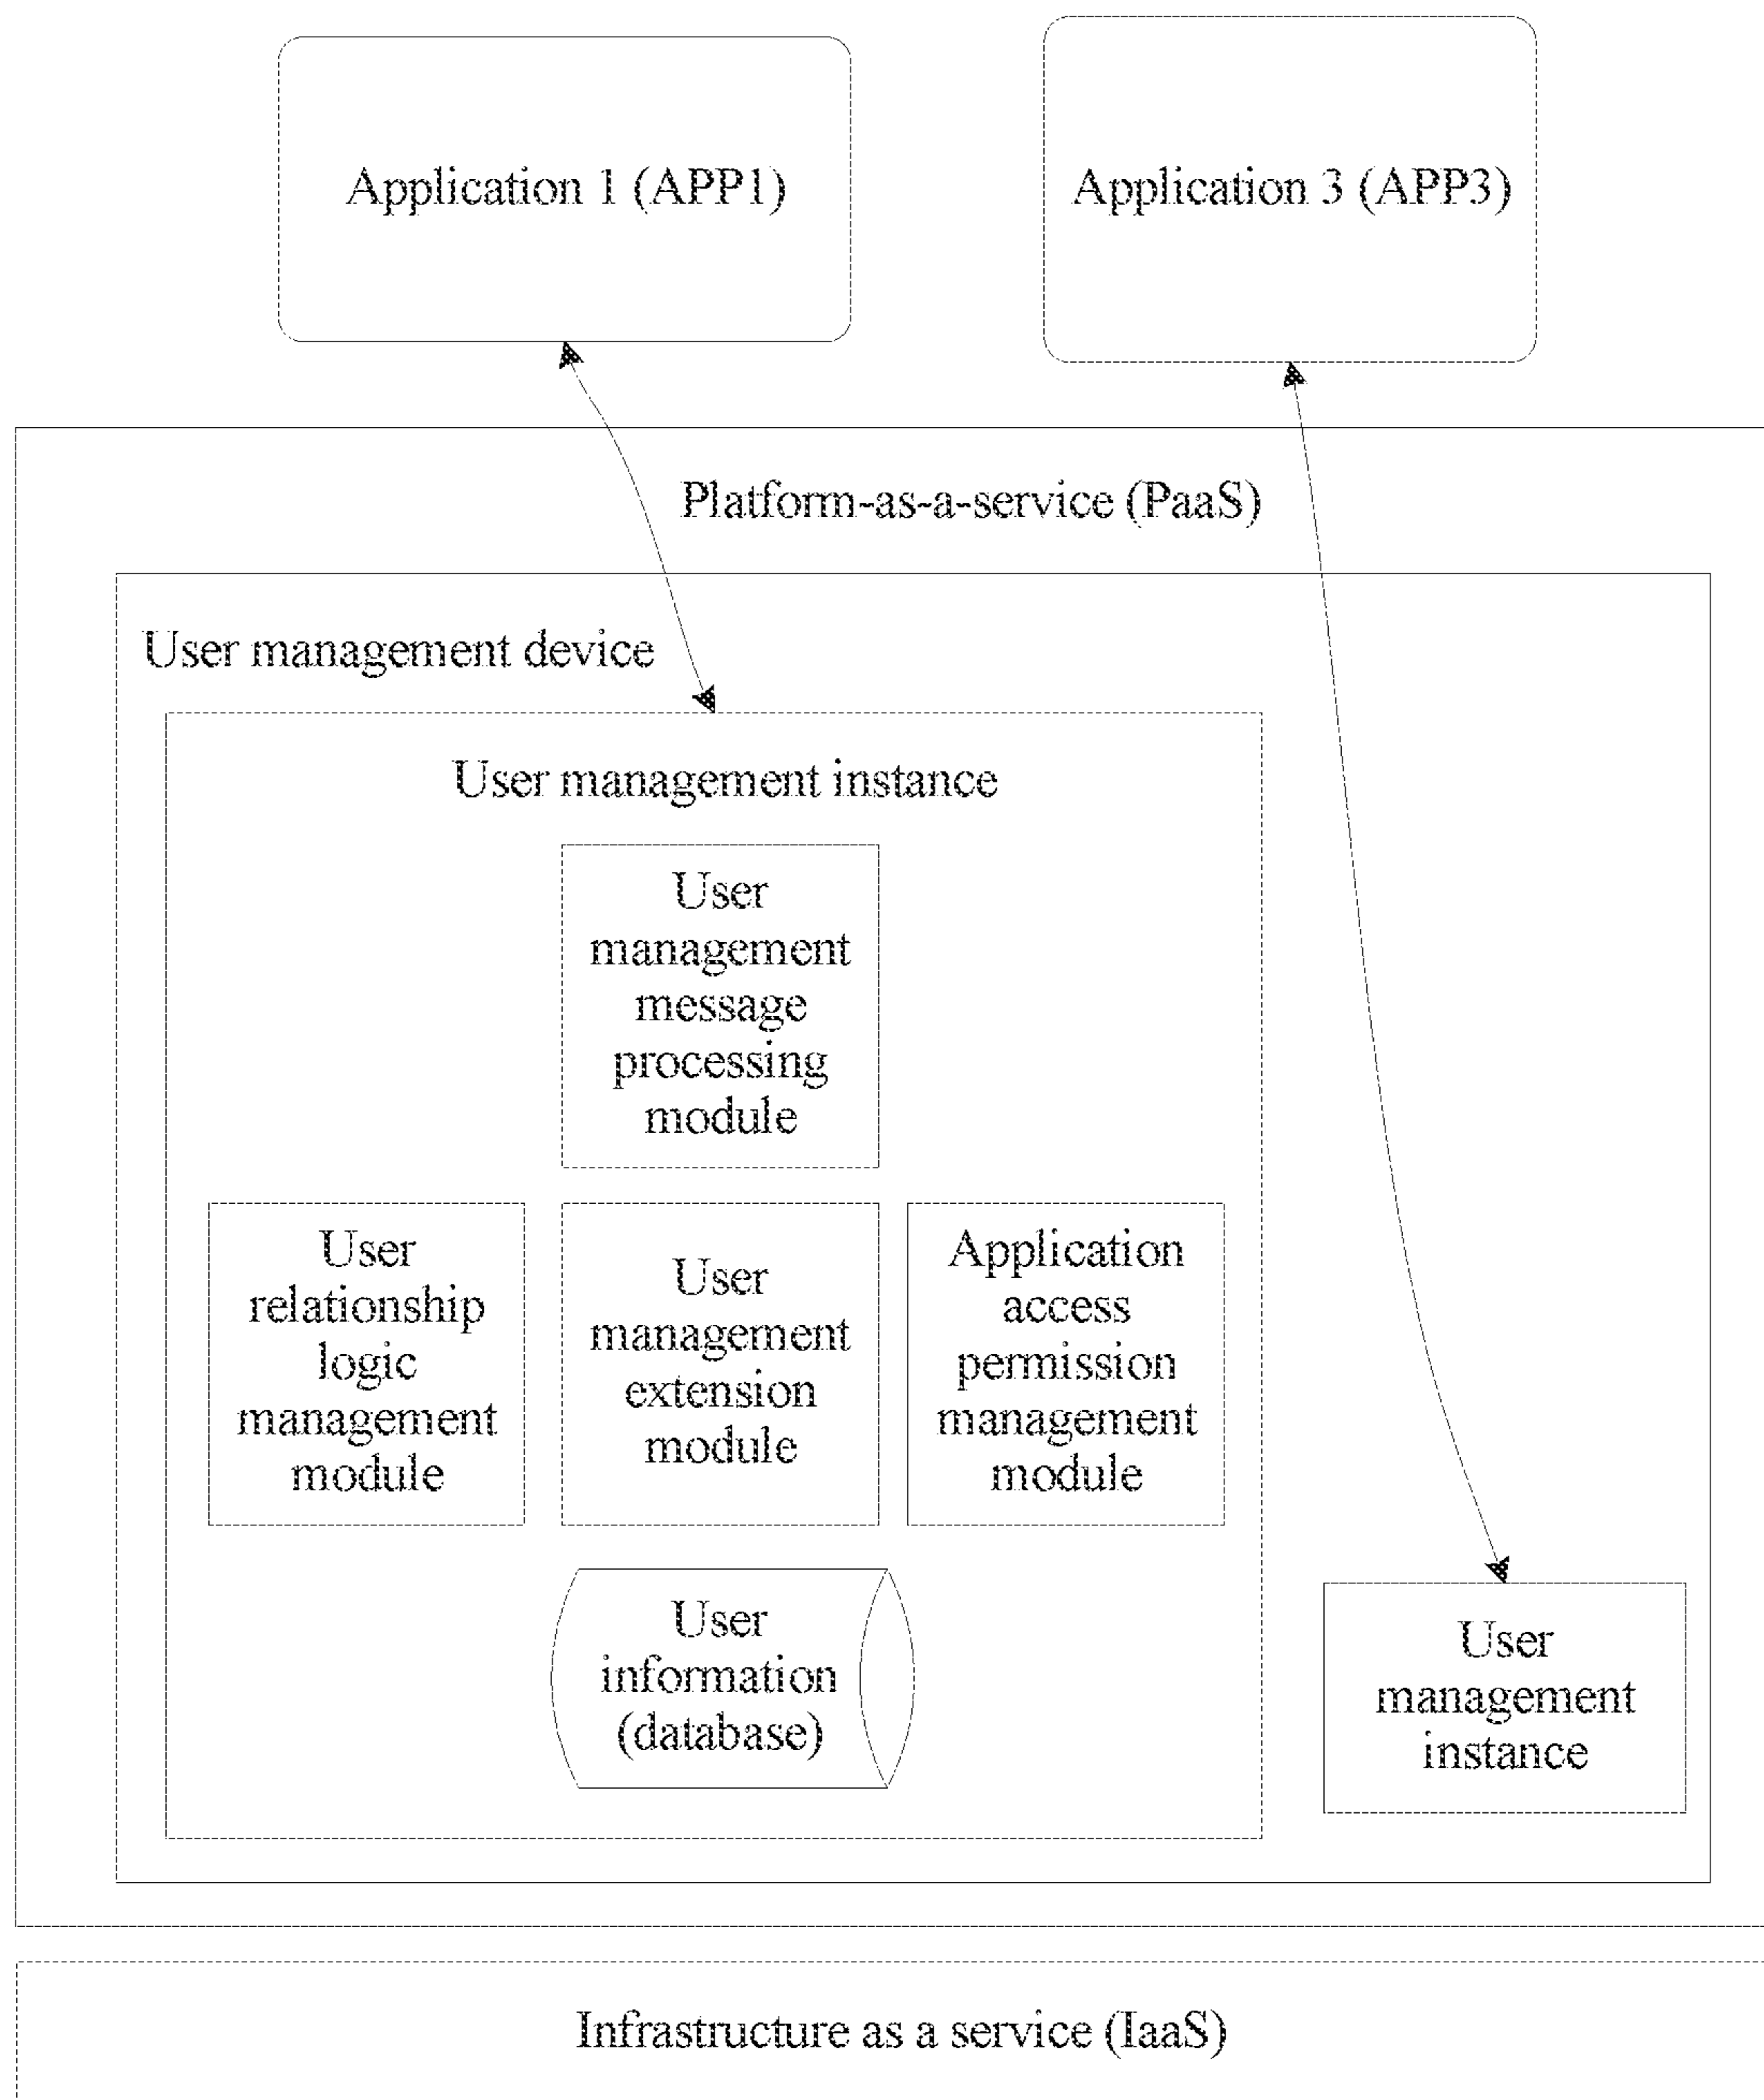 Application 1 (APP1)
Application 3 (APP3)
Platform-as-a-service (PaaS)
User management device
User management instance
User
management
message
processing
module
User
relationship
logic
management
module
User
management
extension
module
Application
access
permission
management
module
User
information
(database)
User
management
instance
Infrastructure as a service (IaaS)